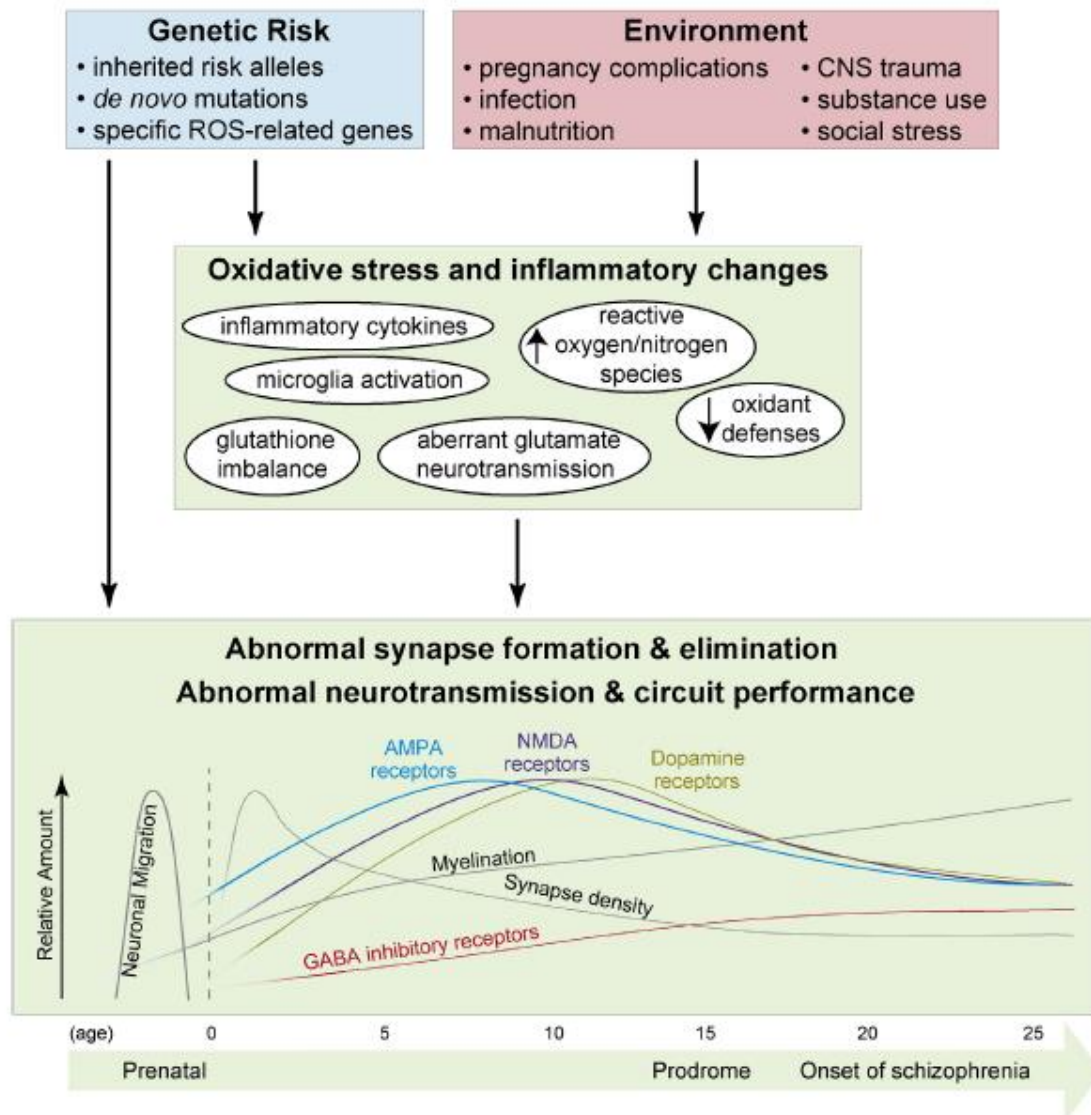 Genetic Risk
• inherited risk alleles
• de novo mutations
• specific ROS-related genes
Environment
• pregnancy complications
• infection
• malnutrition
• CNS trauma
• substance use
• social stress
Oxidative stress and inflammatory changes
inflammatory cytokines
microglia activation
glutathione
imbalance
aberrant glutamate
neurotransmission
reactive
oxygen/nitrogen
species
oxidant
defenses
Abnormal synapse formation & elimination
Abnormal neurotransmission & circuit performance
Relative Amount
Neuronal Migration
AMPA
receptors
NMDA
receptors
Dopamine
receptors
Myelination
Synapse density
GABA inhibitory receptors
(age) 0 5 10 15 20 25
Prenatal Prodrome Onset of schizophrenia